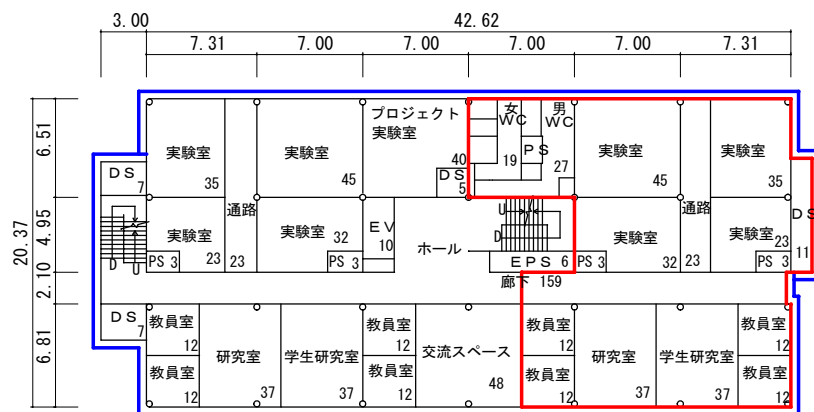 3.00 42.62
7.31 7.00 7.00 7.00 7.00 7.31
20.37
6.51 4.95 2.10 6.81
DS 7
実験室 35
実験室 45
プロジェクト
実験室 40
DS 5
女
WC 19
PS
男
WC 27
実験室 45
実験室 35
通路 23
実験室 23
PS 3
実験室 32
PS 3
EV 10
ホール
U
D
EPS 6
PS 3
実験室 32
通路 23
実験室 23
PS 3
DS 11
D U
廊下 159
DS 7
教員室 12
教員室 12
研究室 37
学生研究室 37
教員室 12
教員室 12
交流スペース 48
教員室 12
教員室 12
研究室 37
学生研究室 37
教員室 12
教員室 12